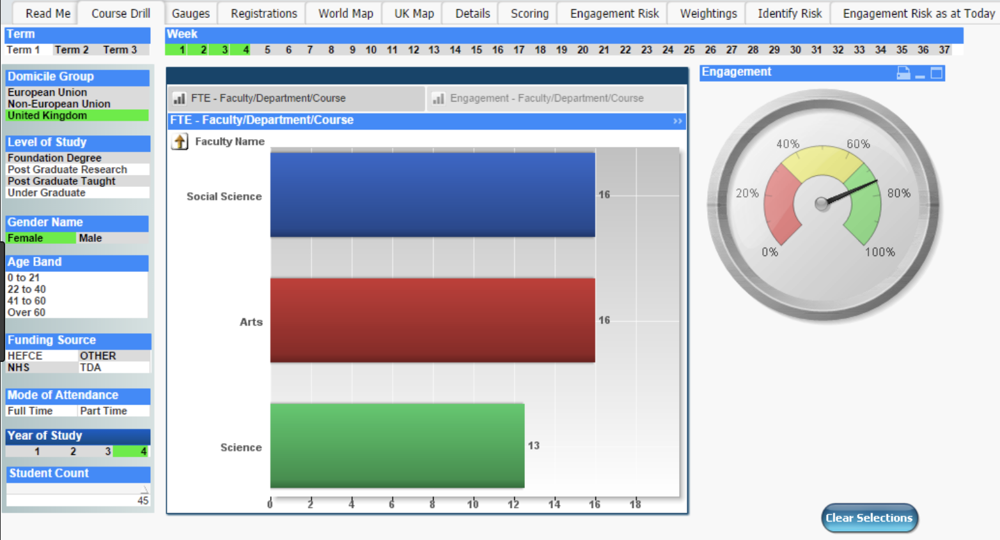 Read Me Course Drill Gauges Registrations World Map UK Map Details Scoring Engagement Risk Weightings Identify Risk Engagement Risk as at Today
Term
Term 1 Term 2 Term 3
Week
1 2 3 4 5 6 7 8 9 10 11 12 13 14 15 16 17 18 19 20 21 22 23 24 25 26 27 28 29 30 31 32 33 34 35 36 37
Domicile Group
European Union
Non-European Union
United Kingdom
Level of Study
Foundation Degree
Post Graduate Research
Post Graduate Taught
Under Graduate
Gender Name
Female Male
Age Band
0 to 21
22 to 40
41 to 60
Over 60
Funding Source
HEFCE OTHER
NHS TDA
Mode of Attendance
Full Time Part Time
Year of Study
1 2 3 4
Student Count
45
FTE - Faculty/Department/Course Engagement - Faculty/Department/Course
FTE - Faculty/Department/Course
Faculty Name
Social Science 16
Arts 16
Science 13
0 2 4 6 8 10 12 14 16 18
Engagement
40% 60%
20% 80%
0% 100%
Clear Selections